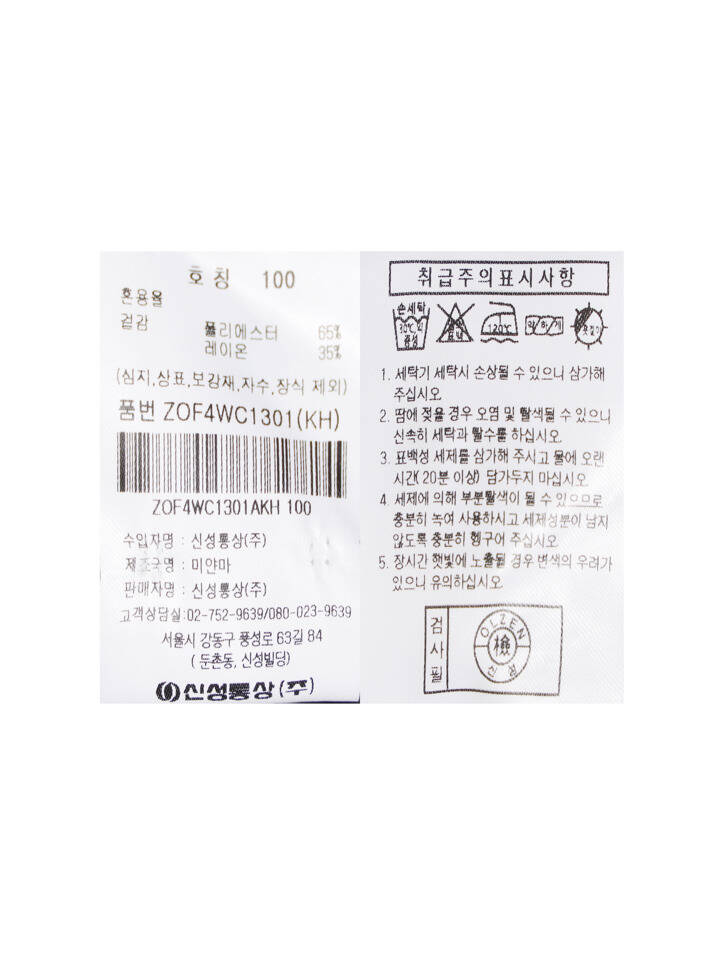 호칭 100
혼용율
겉감 폴리에스터 65%
레이온 35%
(심지,상표,보강재,자수,장식 제외)
품번 ZOF4WC1301(KH)
ZOF4WC1301AKH 100
수입자명 : 신성통상(주)
제조국명 : 미얀마
판매자명 : 신성통상(주)
고객상담실:02-752-9639/080-023-9639
서울시 강동구 풍성로 63길 84
( 둔촌동, 신성빌딩)
신성통상(주)
취급주의표시사항
손세탁
30℃ 의
중성
염소
120℃
약하게
옷걸이
1. 세탁기 세탁시 손상될 수 있으니 삼가해
주십시오.
2. 땀에 젖을 경우 오염 및 탈색될 수 있으니
신속히 세탁과 탈수를 하십시오.
3. 표백성 세제를 삼가해 주시고 물에 오랜
시간( 20분 이상) 담가두지 마십시오.
4. 세제에 의해 부분탈색이 될 수 있으므로
충분히 녹여 사용하시고 세제성분이 남지
않도록 충분히 헹구어 주십시오.
5. 장시간 햇빛에 노출될 경우 변색의 우려가
있으니 유의하십시오.
검사필
OLZEN
檢
신성